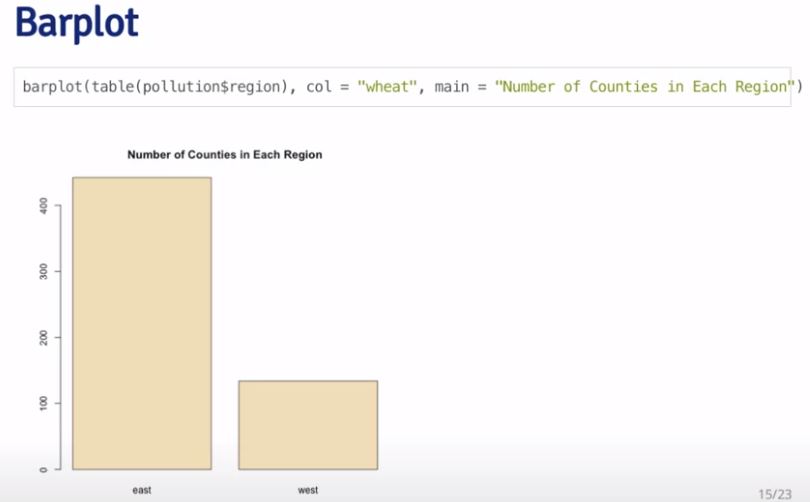 Barplot
barplot(table(pollution$region), col = "wheat", main = "Number of Counties in Each Region")
Number of Counties in Each Region
400
300
200
100
0
east west
15/23